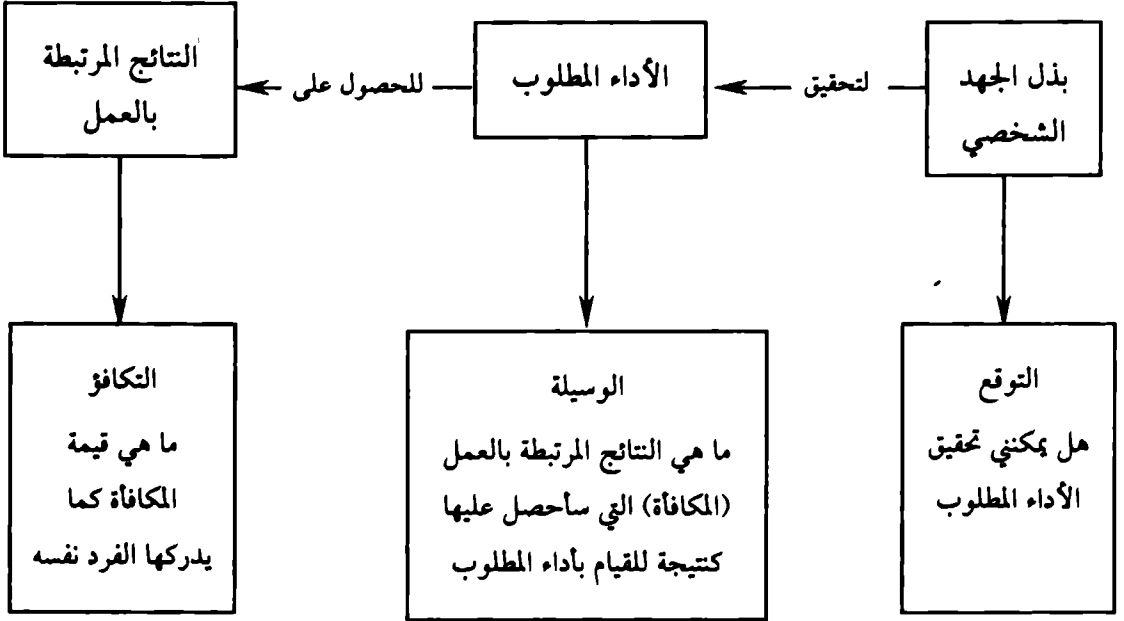 بذل الجهد
الشخصي
لتحقيق
الأداء المطلوب
للحصول على
النتائج المرتبطة
بالعمل
التوقع
هل يمكنني تحقيق
الأداء المطلوب
الوسيلة
ما هي النتائج المرتبطة بالعمل
(المكافأة) التي سأحصل عليها
كنتيجة للقيام بأداء المطلوب
التكافؤ
ما هي قيمة
المكافأة كما
يدركها الفرد نفسه